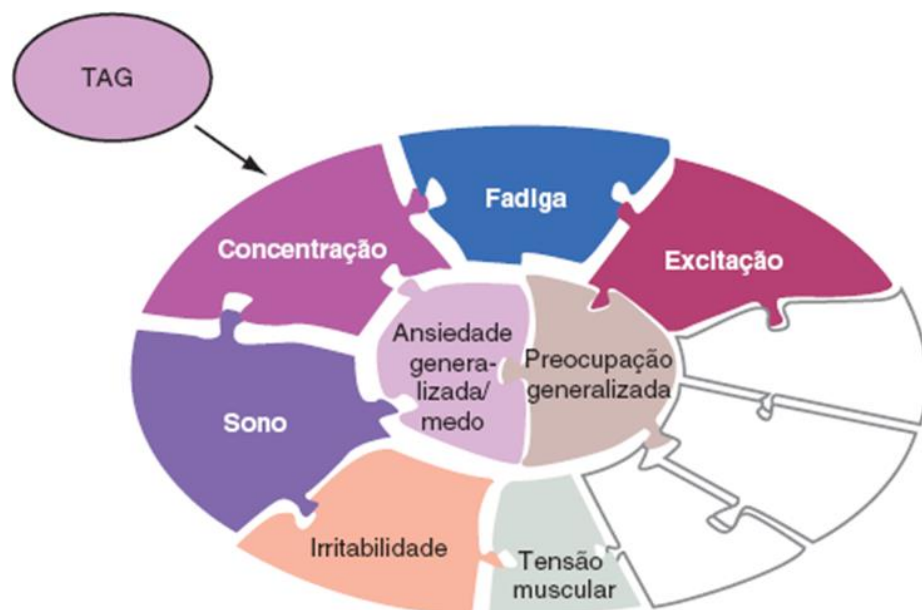 TAG
Fadiga
Concentração
Excitação
Ansiedade
genera-
lizada/
medo
Preocupação
generalizada
Sono
Irritabilidade
Tensão
muscular